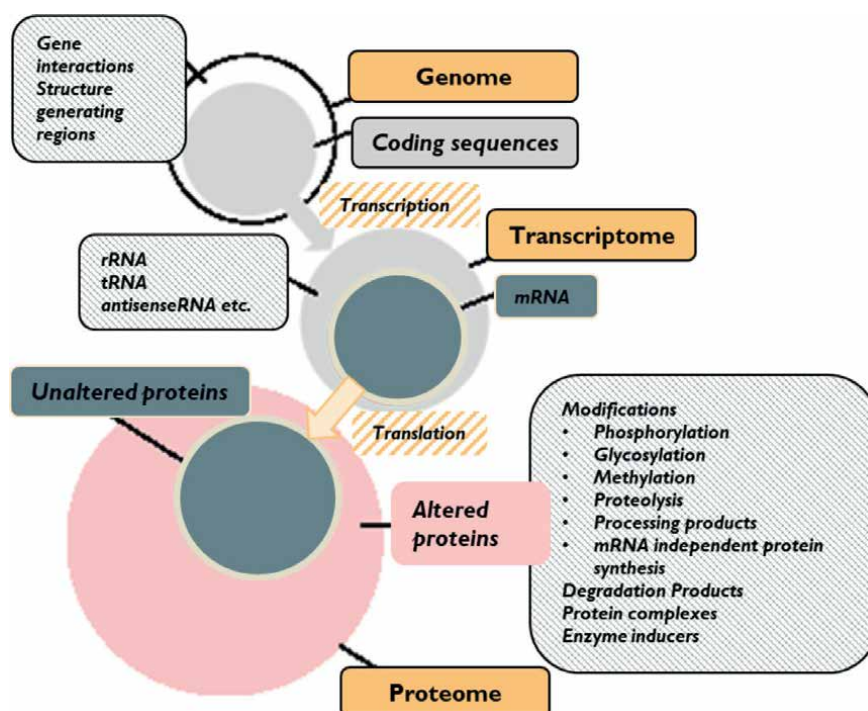 Gene
interactions
Structure
generating
regions
Genome
Coding sequences
Transcription
Transcriptome
rRNA
tRNA
antisenseRNA etc.
mRNA
Unaltered proteins
Translation
Altered
proteins
Modifications
• Phosphorylation
• Glycosylation
• Methylation
• Proteolysis
• Processing products
• mRNA independent protein
synthesis
Degradation Products
Protein complexes
Enzyme inducers
Proteome